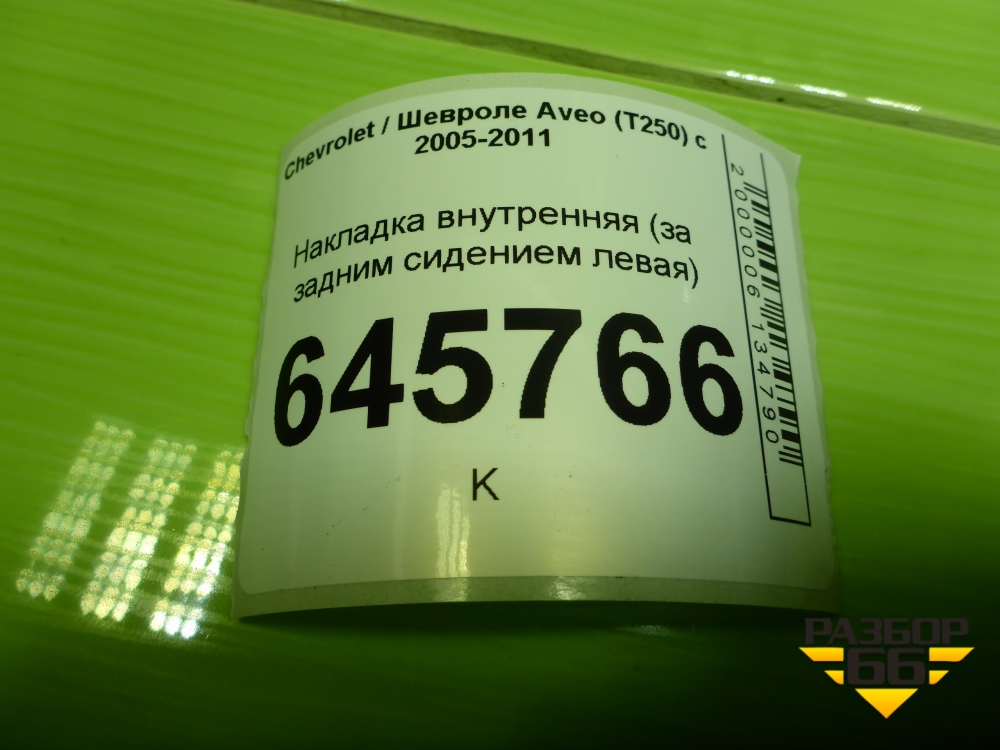 Chevrolet / Шевроле Aveo (T250) с
2005-2011
Накладка внутренняя (за
задним сидением левая)
645766
К
2000006134790
РАЗБОР
66